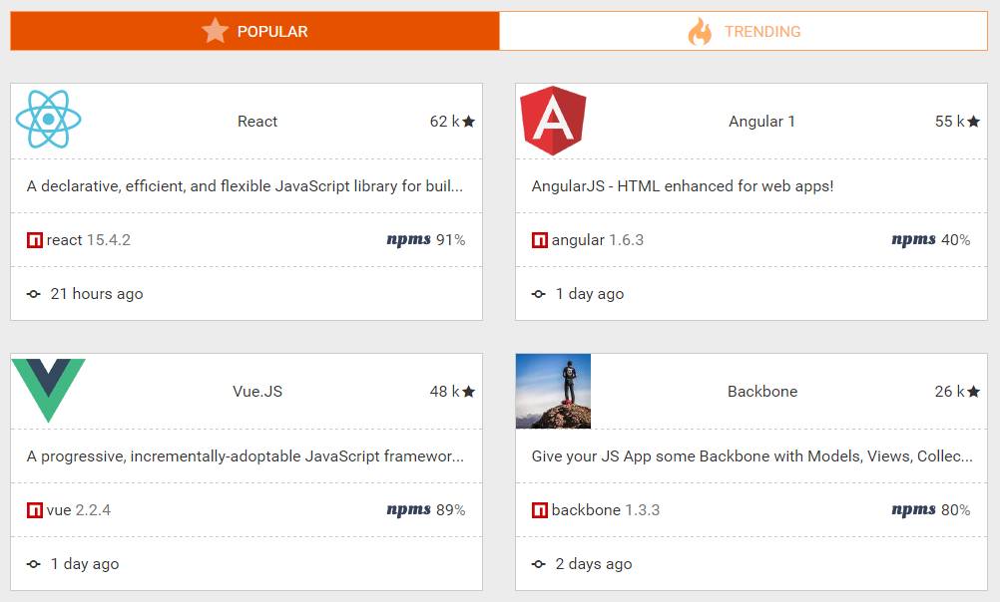 POPULAR
TRENDING
React
62 k
A declarative, efficient, and flexible JavaScript library for buil...
react 15.4.2
npms 91%
21 hours ago
Angular 1
55 k
AngularJS - HTML enhanced for web apps!
angular 1.6.3
npms 40%
1 day ago
Vue.JS
48 k
A progressive, incrementally-adoptable JavaScript framewor...
vue 2.2.4
npms 89%
1 day ago
Backbone
26 k
Give your JS App some Backbone with Models, Views, Collec...
backbone 1.3.3
npms 80%
2 days ago